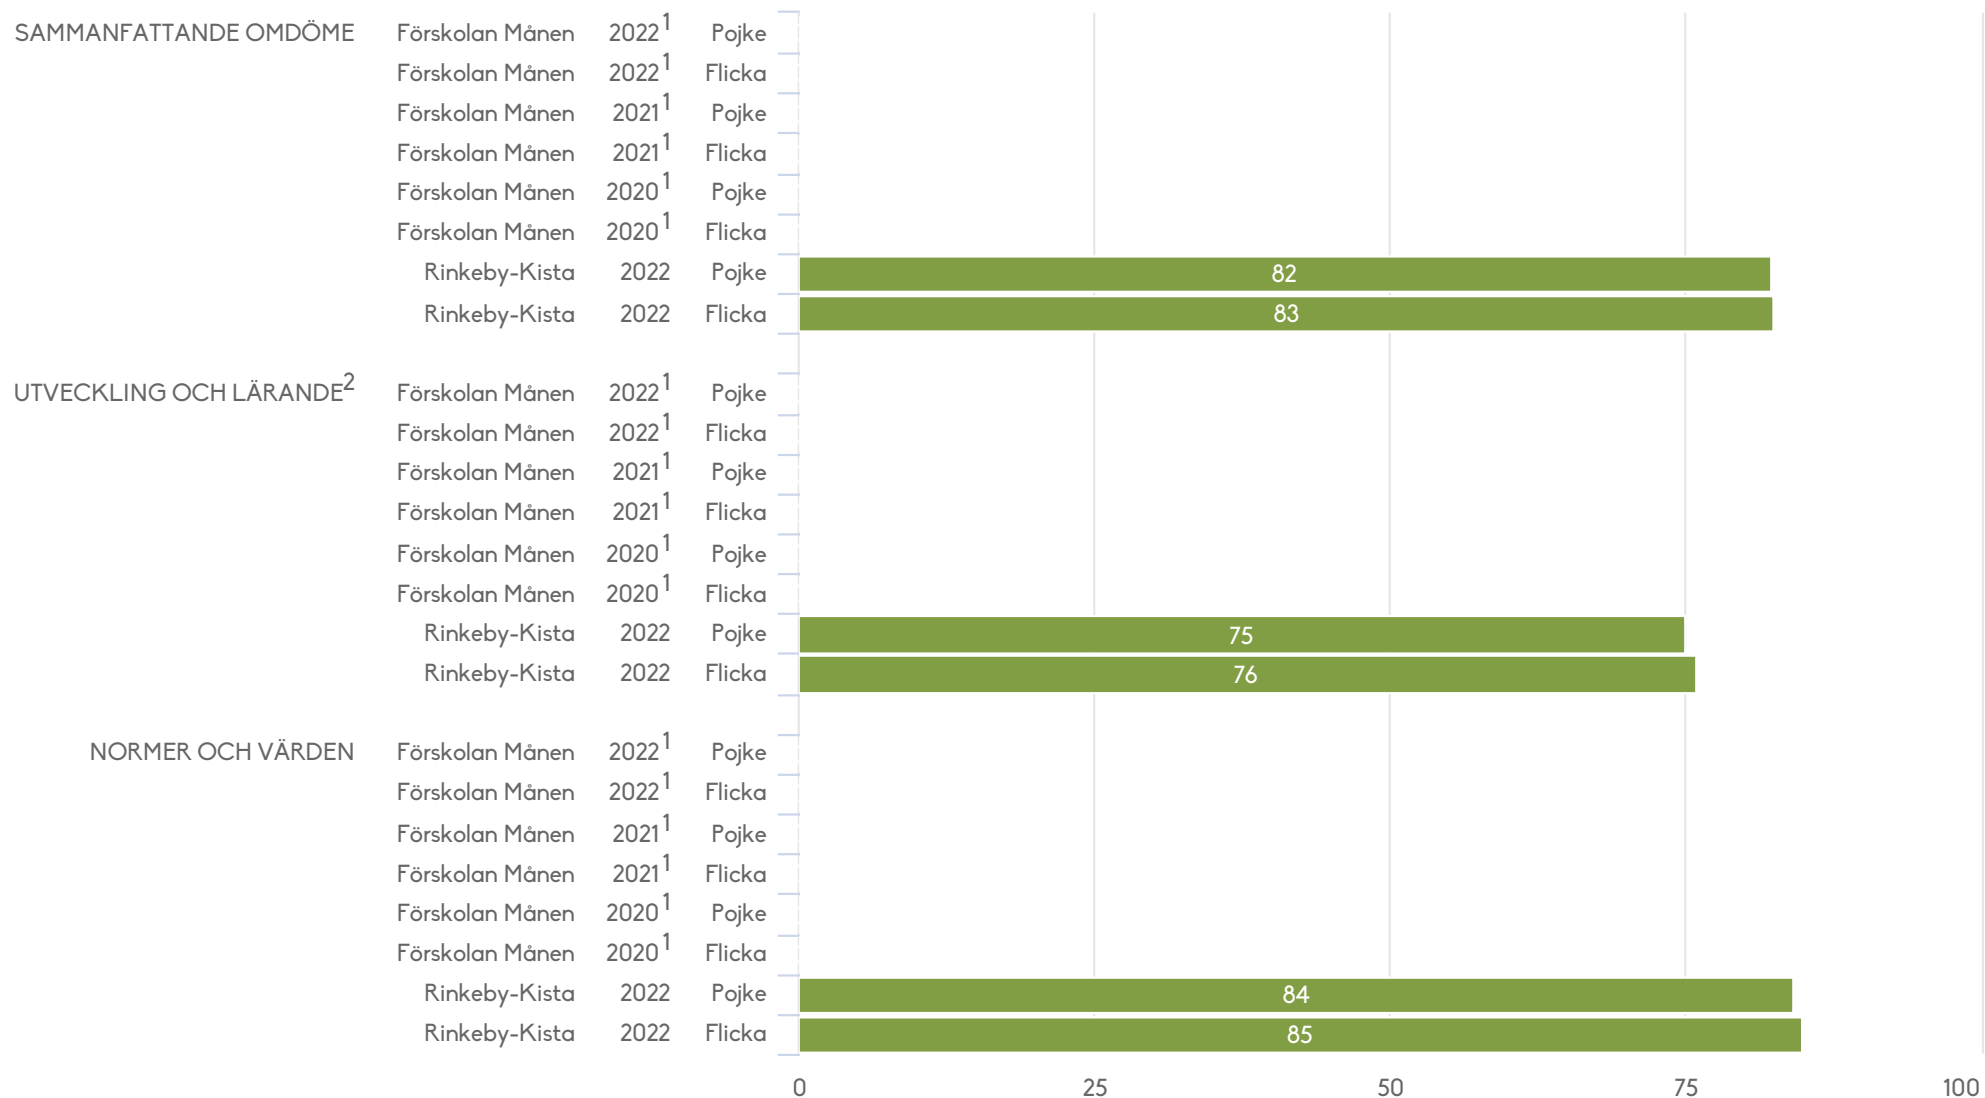 SAMMANFATTANDE OMDÖME Förskolan Månen 2022¹ Pojke
Förskolan Månen 2022¹ Flicka
Förskolan Månen 2021¹ Pojke
Förskolan Månen 2021¹ Flicka
Förskolan Månen 2020¹ Pojke
Förskolan Månen 2020¹ Flicka
Rinkeby-Kista 2022 Pojke 82
Rinkeby-Kista 2022 Flicka 83
UTVECKLING OCH LÄRANDE² Förskolan Månen 2022¹ Pojke
Förskolan Månen 2022¹ Flicka
Förskolan Månen 2021¹ Pojke
Förskolan Månen 2021¹ Flicka
Förskolan Månen 2020¹ Pojke
Förskolan Månen 2020¹ Flicka
Rinkeby-Kista 2022 Pojke 75
Rinkeby-Kista 2022 Flicka 76
NORMER OCH VÄRDEN Förskolan Månen 2022¹ Pojke
Förskolan Månen 2022¹ Flicka
Förskolan Månen 2021¹ Pojke
Förskolan Månen 2021¹ Flicka
Förskolan Månen 2020¹ Pojke
Förskolan Månen 2020¹ Flicka
Rinkeby-Kista 2022 Pojke 84
Rinkeby-Kista 2022 Flicka 85
0 25 50 75 100